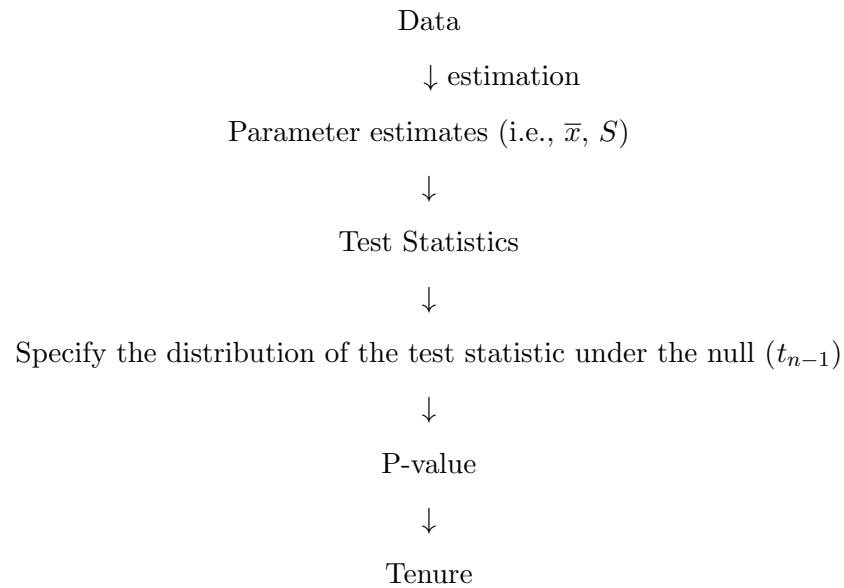 Data
↓ estimation
Parameter estimates (i.e., x̅, S)
↓
Test Statistics
↓
Specify the distribution of the test statistic under the null (tₙ₋₁)
↓
P-value
↓
Tenure